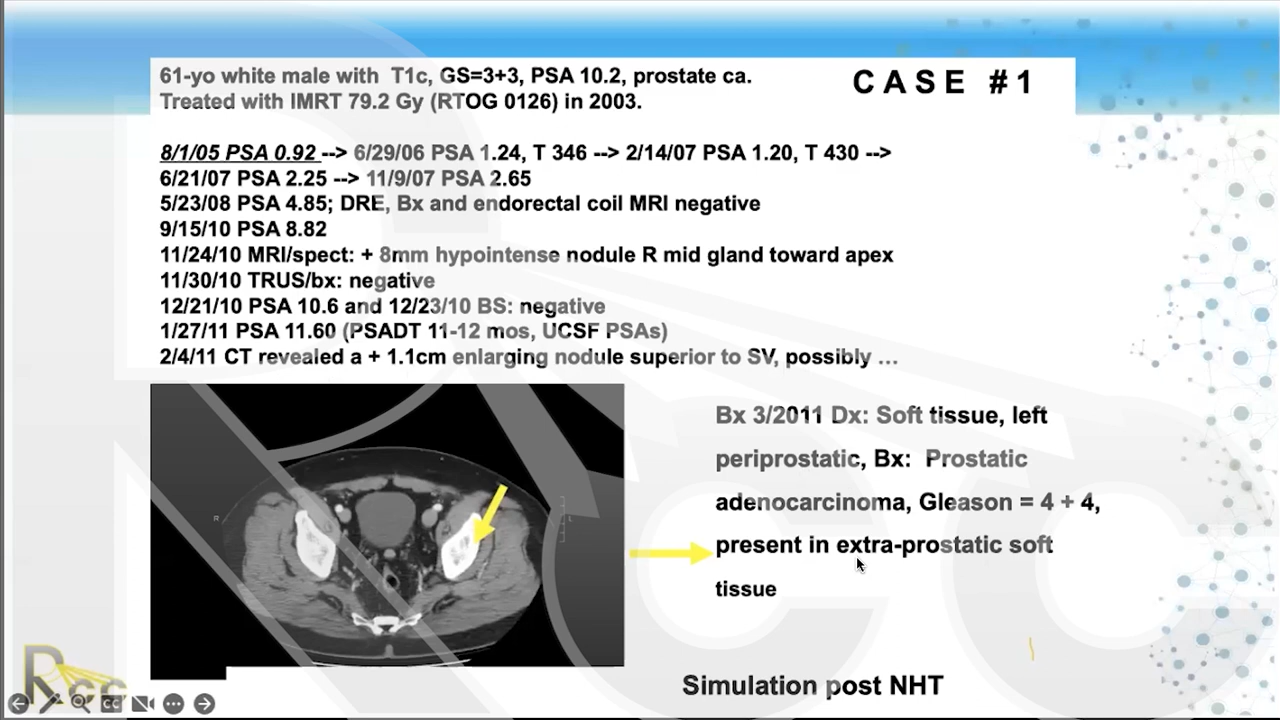 61-yo white male with T1c, GS=3+3, PSA 10.2, prostate ca.
Treated with IMRT 79.2 Gy (RTOG 0126) in 2003.
CASE #1
8/1/05 PSA 0.92 --> 6/29/06 PSA 1.24, T 346 --> 2/14/07 PSA 1.20, T 430 -->
6/21/07 PSA 2.25 --> 11/9/07 PSA 2.65
5/23/08 PSA 4.85; DRE, Bx and endorectal coil MRI negative
9/15/10 PSA 8.82
11/24/10 MRI/spect: + 8mm hypointense nodule R mid gland toward apex
11/30/10 TRUS/bx: negative
12/21/10 PSA 10.6 and 12/23/10 BS: negative
1/27/11 PSA 11.60 (PSADT 11-12 mos, UCSF PSAs)
2/4/11 CT revealed a + 1.1cm enlarging nodule superior to SV, possibly …
R
L
Bx 3/2011 Dx: Soft tissue, left
periprostatic, Bx: Prostatic
adenocarcinoma, Gleason = 4 + 4,
present in extra-prostatic soft
tissue
Simulation post NHT
Rcc
CC